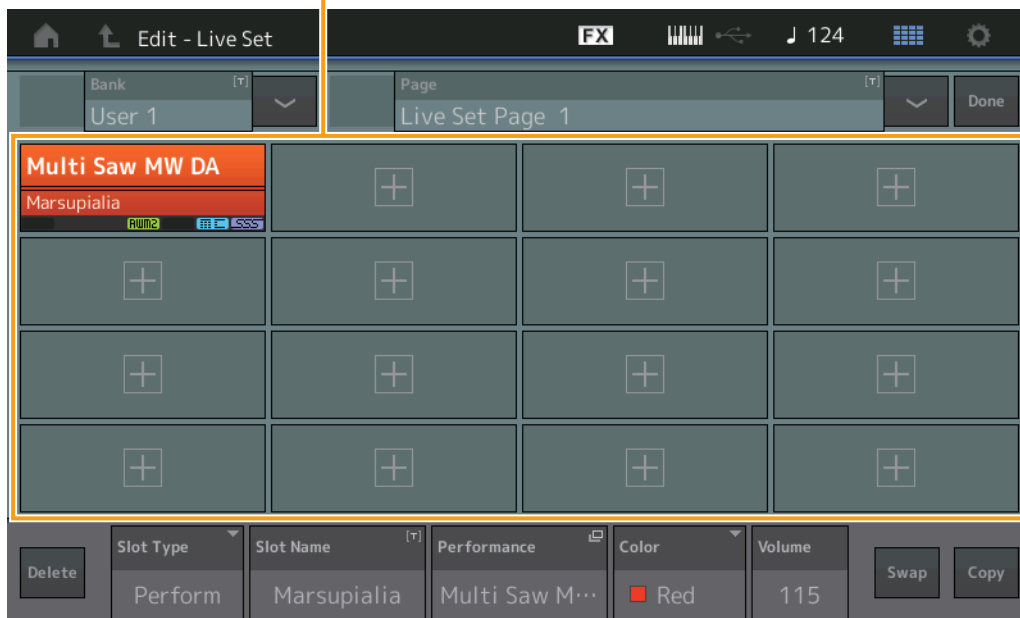 Edit - Live Set
FX
124
Bank
[T]
User 1
Page
[T]
Live Set Page 1
Done
Multi Saw MW DA
Marsupialia
AWM2
SSS
Slot Type
Slot Name
[T]
Performance
Color
Volume
Delete
Perform
Marsupialia
Multi Saw M⋯
Red
115
Swap
Copy